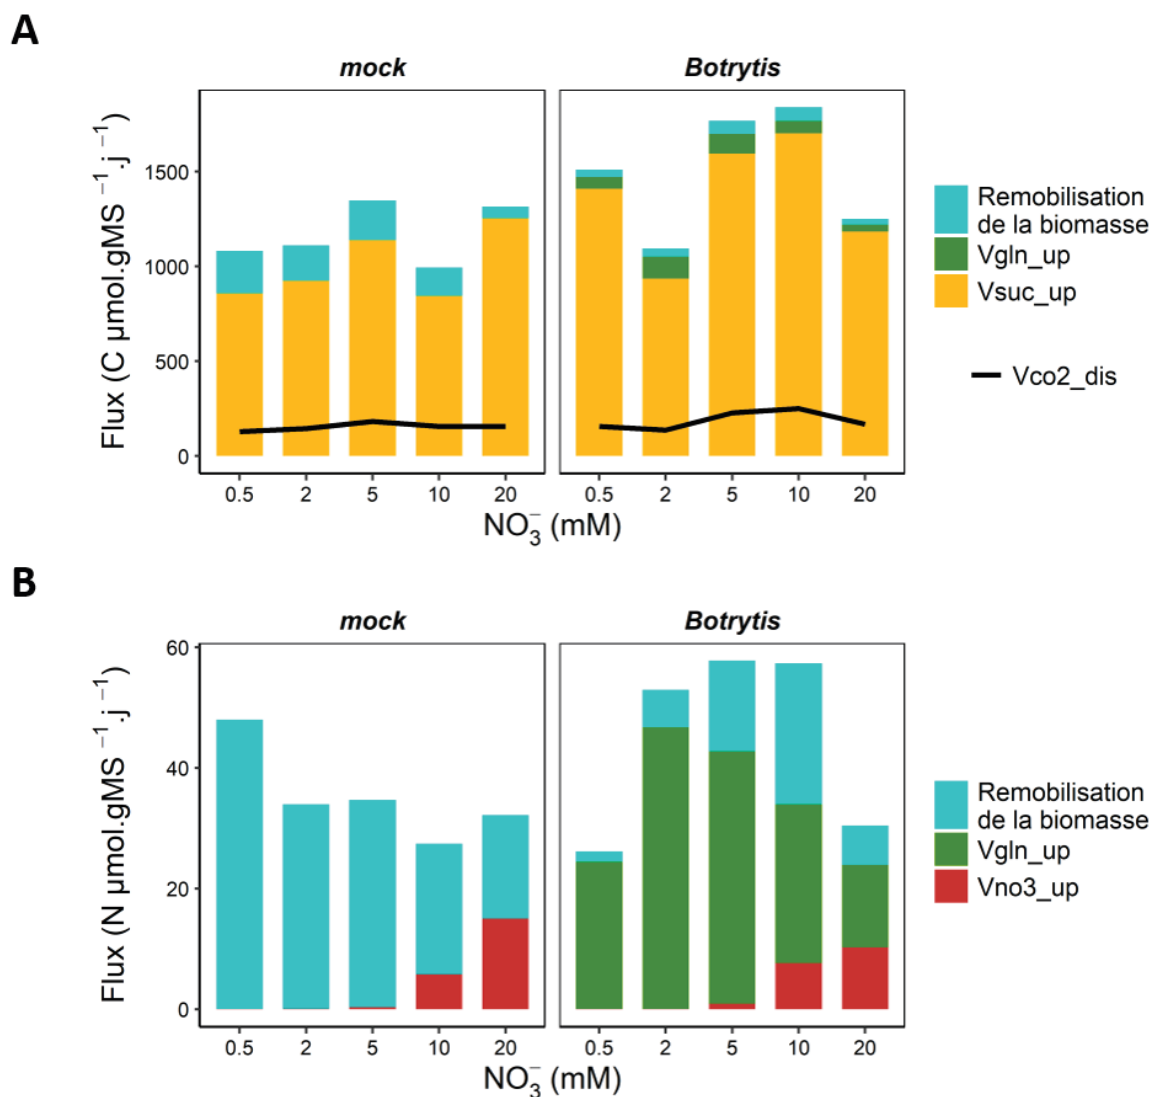 A
mock
Botrytis
Flux (C µmol.gMS⁻¹.j⁻¹)
1500
1000
500
0
0.5 2 5 10 20
0.5 2 5 10 20
NO₃⁻ (mM)
Remobilisation
de la biomasse
Vgln_up
Vsuc_up
Vco2_dis
B
mock
Botrytis
Flux (N µmol.gMS⁻¹.j⁻¹)
60
40
20
0
0.5 2 5 10 20
0.5 2 5 10 20
NO₃⁻ (mM)
Remobilisation
de la biomasse
Vgln_up
Vno3_up